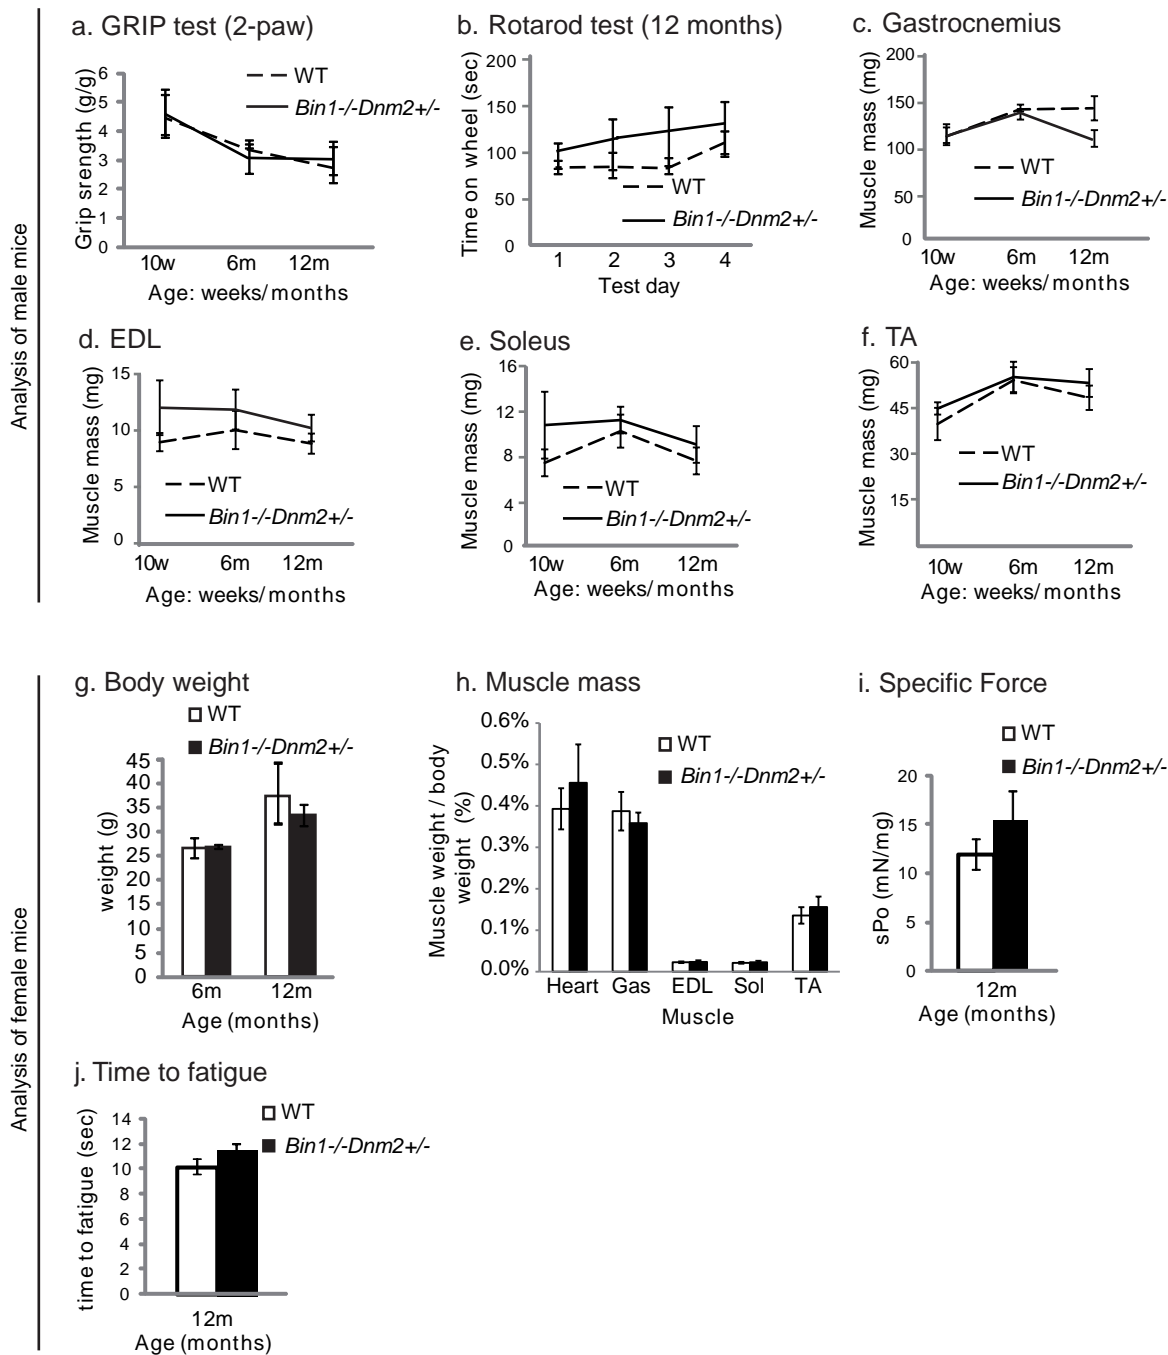 Analysis of male mice
a. GRIP test (2-paw)
WT
Bin1-/-Dnm2+/-
Grip srength (g/g)
6
5
4
3
2
1
0
10w 6m 12m
Age: weeks/months
b. Rotarod test (12 months)
Time on wheel (sec)
200
150
100
50
0
WT
Bin1-/-Dnm2+/-
1 2 3 4
Test day
c. Gastrocnemius
Muscle mass (mg)
200
150
100
50
0
WT
Bin1-/-Dnm2+/-
10w 6m 12m
Age: weeks/months
d. EDL
Muscle mass (mg)
15
10
5
0
WT
Bin1-/-Dnm2+/-
10w 6m 12m
Age: weeks/months
e. Soleus
Muscle mass (mg)
16
12
8
4
0
WT
Bin1-/-Dnm2+/-
10w 6m 12m
Age: weeks/months
f. TA
Muscle mass (mg)
60
45
30
15
WT
Bin1-/-Dnm2+/-
10w 6m 12m
Age: weeks/months
Analysis of female mice
g. Body weight
WT
Bin1-/-Dnm2+/-
weight (g)
45
40
35
30
25
20
15
10
5
0
6m 12m
Age (months)
h. Muscle mass
Muscle weight / body
weight (%)
0.6%
0.5%
0.4%
0.3%
0.2%
0.1%
0.0%
WT
Bin1-/-Dnm2+/-
Heart Gas EDL Sol TA
Muscle
i. Specific Force
WT
Bin1-/-Dnm2+/-
sPo (mN/mg)
20
15
10
5
0
12m
Age (months)
j. Time to fatigue
WT
Bin1-/-Dnm2+/-
time to fatigue (sec)
14
12
10
8
6
4
2
0
12m
Age (months)